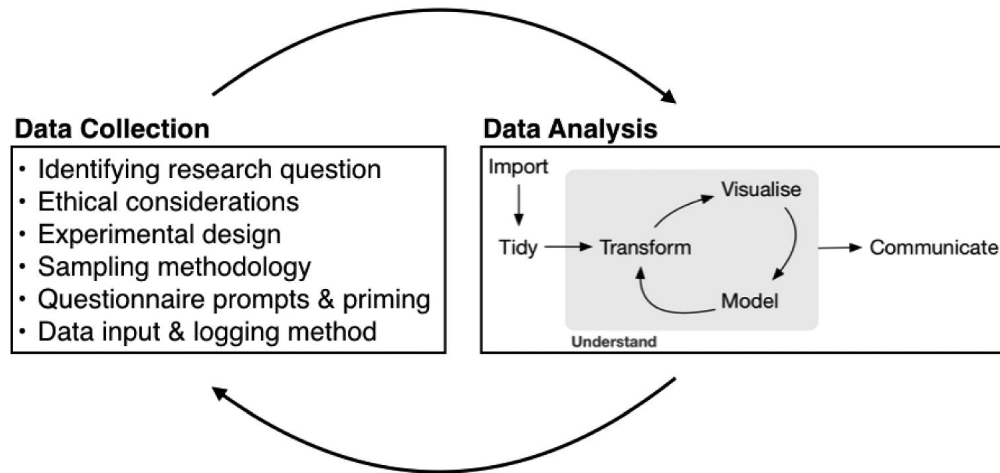 Data Collection
• Identifying research question
• Ethical considerations
• Experimental design
• Sampling methodology
• Questionnaire prompts & priming
• Data input & logging method
Data Analysis
Import
Tidy
Transform
Visualise
Model
Understand
Communicate